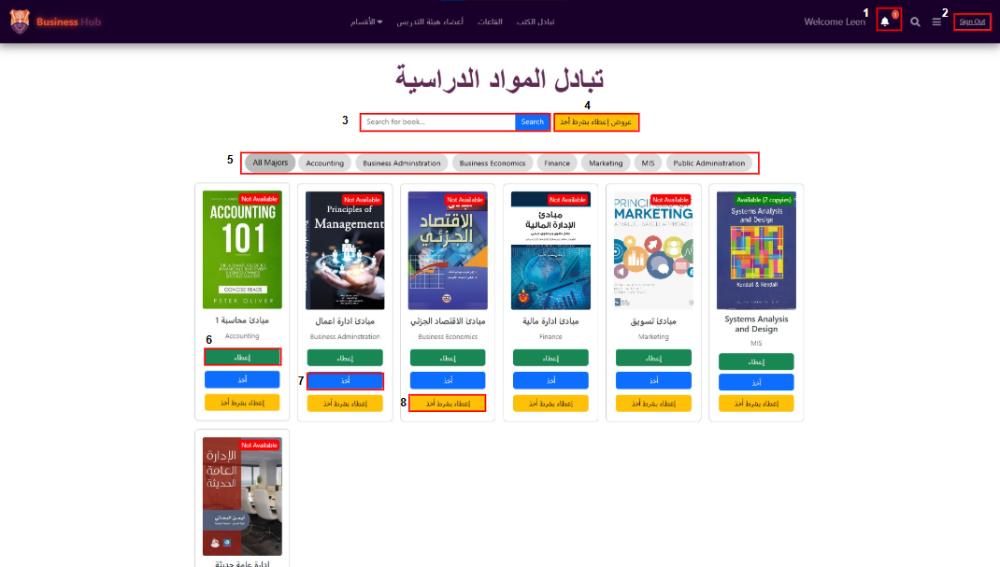 Business Hub
تبادل الكتب القاعات أعضاء هيئة التدريس الأقسام
Welcome Leen 1 1 2 Sign Out
تبادل المواد الدراسية
3 Search for book... Search 4 عروض إعطاء بشرط أخذ
5 All Majors Accounting Business Adminstration Business Economics Finance Marketing MIS Public Administration
Not Available
ACCOUNTING
101
CONCISE READS
PETER OLIVER
مبادئ محاسبة 1
Accounting
6 إعطاء
أخذ
إعطاء بشرط أخذ
Not Available
Principles of
Management
مبادئ ادارة اعمال
Business Adminstration
إعطاء
7 أخذ
إعطاء بشرط أخذ
Not Available
مبادئ
الاقتصاد
الجزئي
مبادئ الاقتصاد الجزئي
Business Economics
إعطاء
أخذ
8 إعطاء بشرط أخذ
Not Available
مبادئ
الإدارة المالية
مبادئ ادارة مالية
Finance
إعطاء
أخذ
إعطاء بشرط أخذ
Not Available
PRINCIPLES OF
MARKETING
A VALUE-BASED APPROACH
مبادئ تسويق
Marketing
إعطاء
أخذ
إعطاء بشرط أخذ
Available (2 copyies)
Systems Analysis
and Design
Kendall & Kendall
Systems Analysis
and Design
MIS
إعطاء
أخذ
إعطاء بشرط أخذ
Not Available
الإدارة
العامة
الحديثة
أيمن المعاني
ادارة عامة حديثة